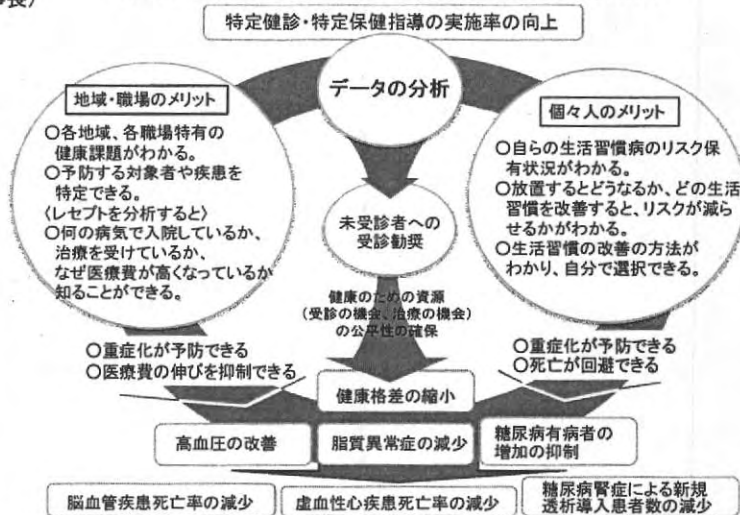 長）
特定健診・特定保健指導の実施率の向上
データの分析
地域・職場のメリット
〇各地域、各職場特有の
健康課題がわかる。
〇予防する対象者や疾患を
特定できる。
〈レセプトを分析すると〉
〇何の病気で入院しているか、
治療を受けているか、
なぜ医療費が高くなっているか
知ることができる。
個々人のメリット
〇自らの生活習慣病のリスク保
有状況がわかる。
〇放置するとどうなるか、どの生活
習慣を改善すると、リスクが減ら
せるかがわかる。
〇生活習慣の改善の方法が
わかり、自分で選択できる。
未受診者への
受診勧奨
健康のための資源
（受診の機会、治療の機会）
の公平性の確保
〇重症化が予防できる
〇医療費の伸びを抑制できる
〇重症化が予防できる
〇死亡が回避できる
健康格差の縮小
高血圧の改善
脂質異常症の減少
糖尿病有病者の
増加の抑制
脳血管疾患死亡率の減少
虚血性心疾患死亡率の減少
糖尿病腎症による新規
透析導入患者数の減少